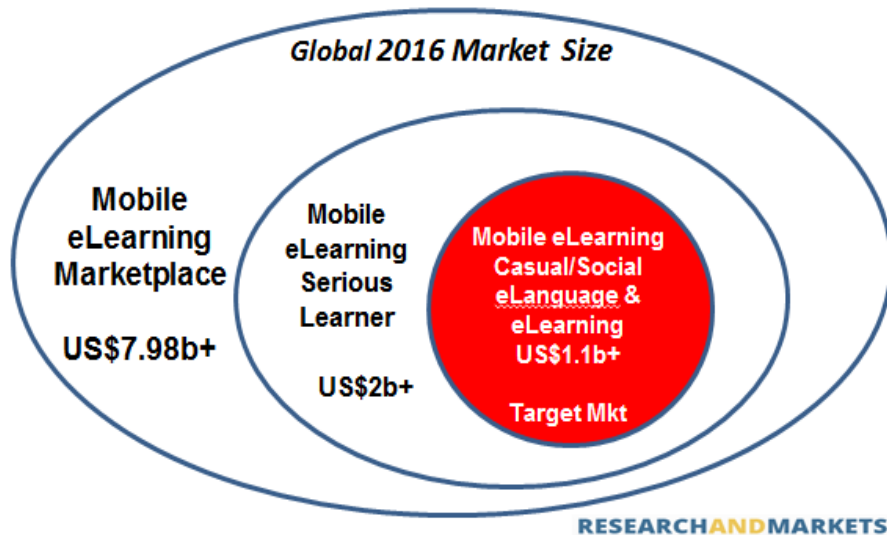 Global 2016 Market Size
Mobile
eLearning
Marketplace
US$7.98b+
Mobile
eLearning
Serious
Learner
US$2b+
Mobile eLearning
Casual/Social
eLanguage &
eLearning
US$1.1b+
Target Mkt
RESEARCHANDMARKETS